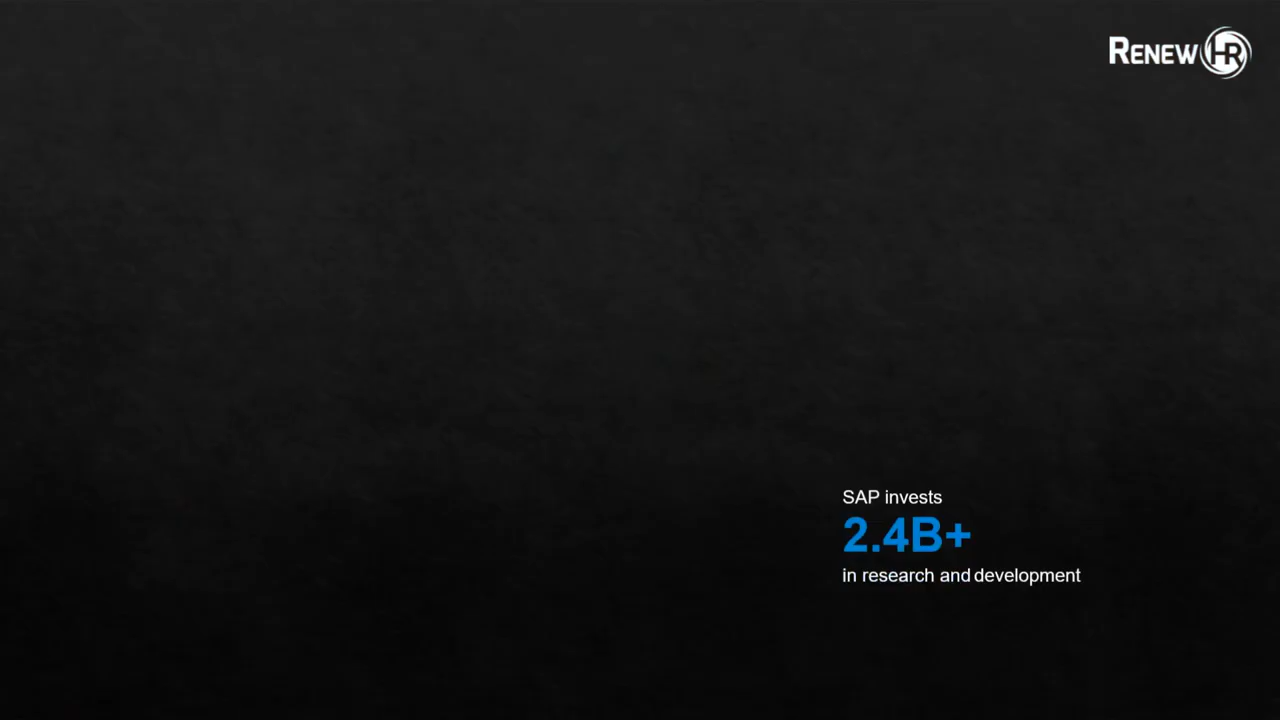 RENEW HR
SAP invests
2.4B+
in research and development